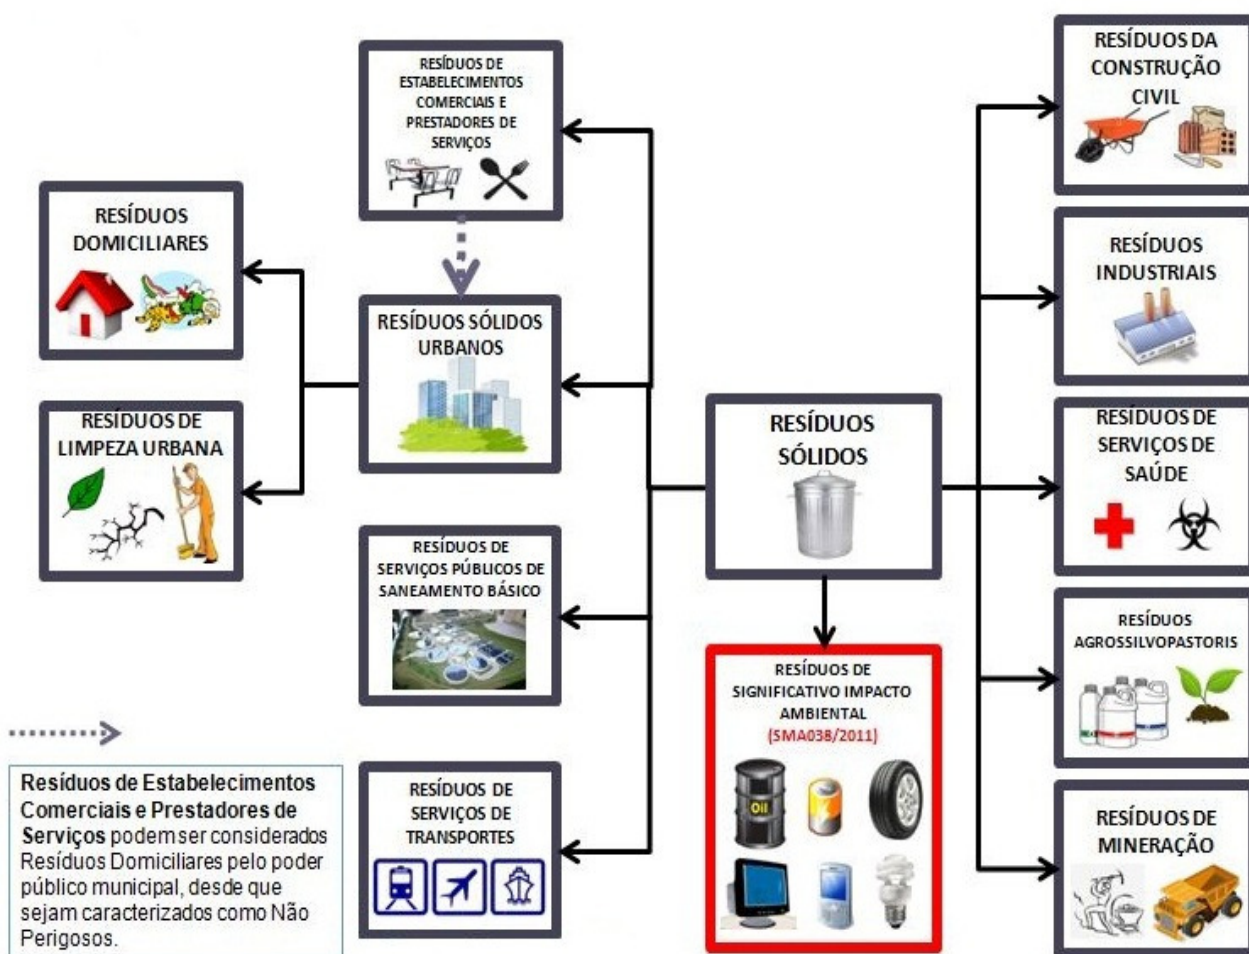 RESÍDUOS DE
ESTABELECIMENTOS
COMERCIAIS E
PRESTADORES DE
SERVIÇOS
RESÍDUOS
DOMICILIARES
RESÍDUOS SÓLIDOS
URBANOS
RESÍDUOS DE
LIMPEZA URBANA
RESÍDUOS DE
SERVIÇOS PÚBLICOS DE
SANEAMENTO BÁSICO
RESÍDUOS DE
SERVIÇOS DE
TRANSPORTES
RESÍDUOS
SÓLIDOS
RESÍDUOS DE
SIGNIFICATIVO IMPACTO
AMBIENTAL
(SMA038/2011)
Oil
RESÍDUOS DA
CONSTRUÇÃO
CIVIL
RESÍDUOS
INDUSTRIAIS
RESÍDUOS DE
SERVIÇOS DE
SAÚDE
RESÍDUOS
AGROSSILVOPASTORIS
RESÍDUOS DE
MINERAÇÃO
Resíduos de Estabelecimentos
Comerciais e Prestadores de
Serviços podem ser considerados
Resíduos Domiciliares pelo poder
público municipal, desde que
sejam caracterizados como Não
Perigosos.